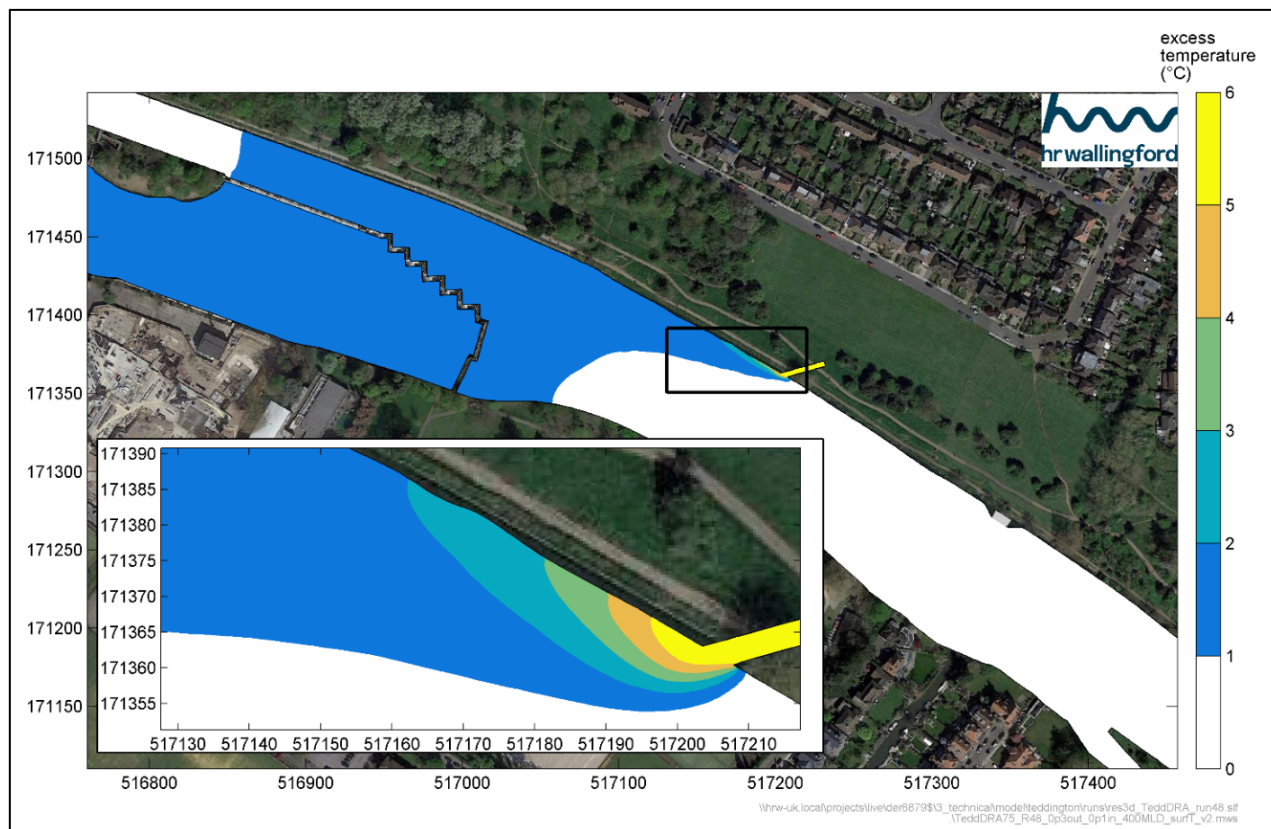 excess
temperature
(°C)
6
5
4
3
2
1
0
hr wallingford
171500
171450
171400
171350
171300
171250
171200
171150
516800 516900 517000 517100 517200 517300 517400
171390
171385
171380
171375
171370
171365
171360
171355
517130 517140 517150 517160 517170 517180 517190 517200 517210
\\hrw-uk.local\projects\live\der6879$\3_technical\model\teddington\runs\res3d_TeddDRA_run48.slf
.\TeddDRA75_R48_0p3out_0p1in_400MLD_surfT_v2.mws